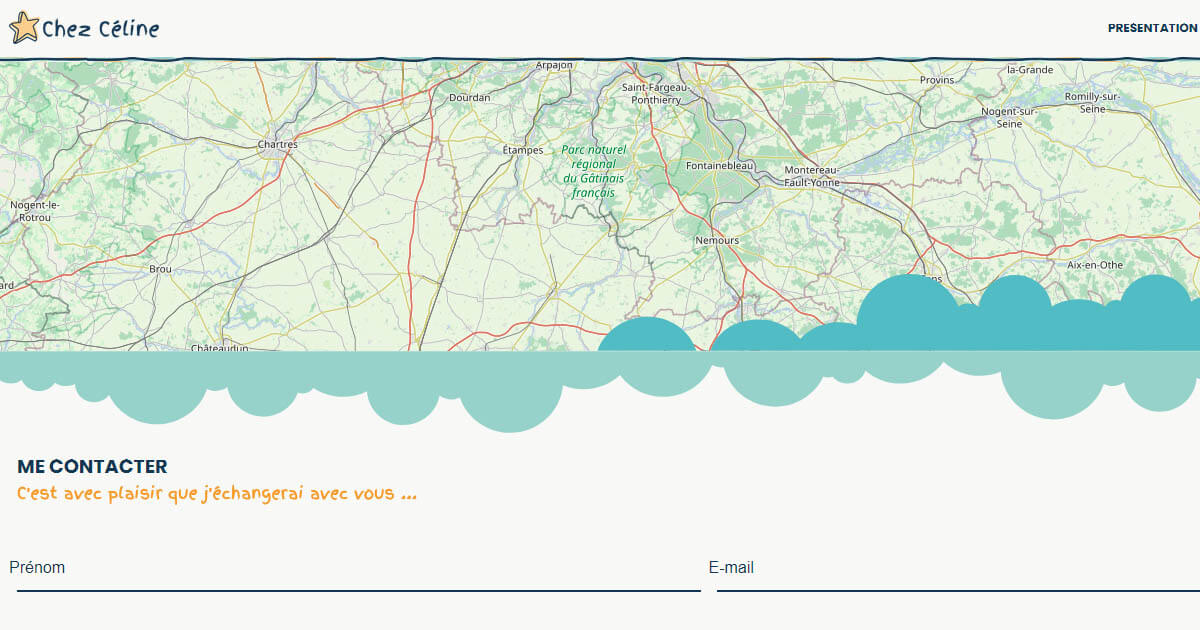 Chez Céline
PRESENTATION
Arpajon
la-Grande
Provins
Dourdan
Saint-Fargeau-
Ponthierry
Romilly-sur-
Seine
Nogent-sur-
Seine
Chartres
Étampes
Parc naturel
régional
du Gâtinais
français
Fontainebleau
Montereau-
Fault-Yonne
Nogent-le-
Rotrou
Nemours
Brou
Aix-en-Othe
Châteaudun
ME CONTACTER
C'est avec plaisir que j'échangerai avec vous ...
Prénom
E-mail